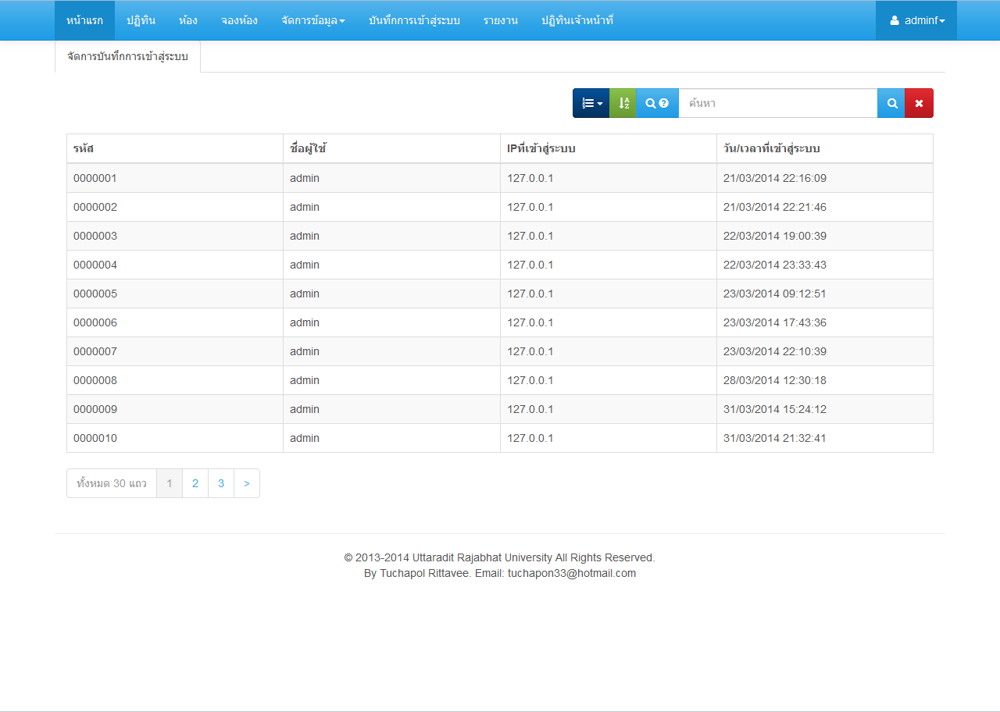 หน้าแรก ปฏิทิน ห้อง จองห้อง จัดการข้อมูล บันทึกการเข้าสู่ระบบ รายงาน ปฏิทินเจ้าหน้าที่ adminf
จัดการบันทึกการเข้าสู่ระบบ
ค้นหา
รหัส ชื่อผู้ใช้ IPที่เข้าสู่ระบบ วัน/เวลาที่เข้าสู่ระบบ
0000001 admin 127.0.0.1 21/03/2014 22:16:09
0000002 admin 127.0.0.1 21/03/2014 22:21:46
0000003 admin 127.0.0.1 22/03/2014 19:00:39
0000004 admin 127.0.0.1 22/03/2014 23:33:43
0000005 admin 127.0.0.1 23/03/2014 09:12:51
0000006 admin 127.0.0.1 23/03/2014 17:43:36
0000007 admin 127.0.0.1 23/03/2014 22:10:39
0000008 admin 127.0.0.1 28/03/2014 12:30:18
0000009 admin 127.0.0.1 31/03/2014 15:24:12
0000010 admin 127.0.0.1 31/03/2014 21:32:41
ทั้งหมด 30 แถว 1 2 3 >
© 2013-2014 Uttaradit Rajabhat University All Rights Reserved.
By Tuchapol Rittavee. Email: tuchapon33@hotmail.com